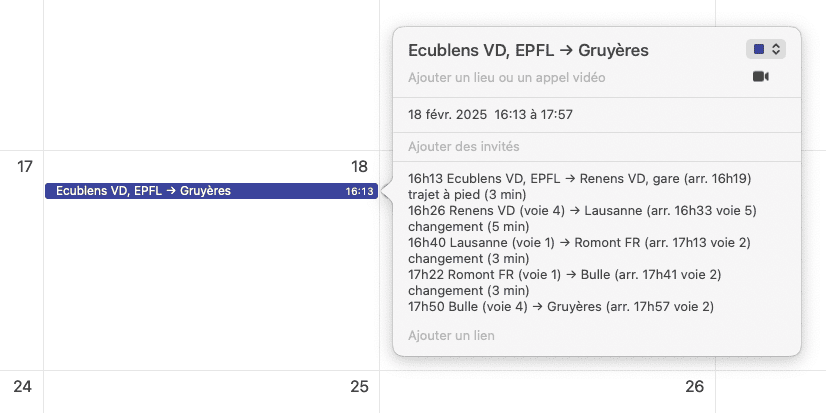 17
18
Ecublens VD, EPFL → Gruyères 16:13
24
25
26
Ecublens VD, EPFL → Gruyères
Ajouter un lieu ou un appel vidéo
18 févr. 2025 16:13 à 17:57
Ajouter des invités
16h13 Ecublens VD, EPFL → Renens VD, gare (arr. 16h19)
trajet à pied (3 min)
16h26 Renens VD (voie 4) → Lausanne (arr. 16h33 voie 5)
changement (5 min)
16h40 Lausanne (voie 1) → Romont FR (arr. 17h13 voie 2)
changement (3 min)
17h22 Romont FR (voie 1) → Bulle (arr. 17h41 voie 2)
changement (3 min)
17h50 Bulle (voie 4) → Gruyères (arr. 17h57 voie 2)
Ajouter un lien